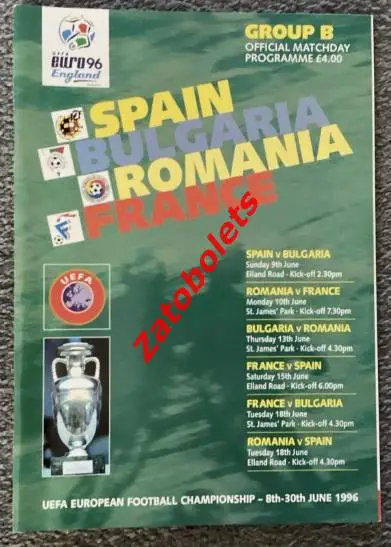 UEFA
euro96
England
GROUP B
OFFICIAL MATCHDAY
PROGRAMME £4.00
SPAIN
BULGARIA
ROMANIA
FRANCE
UEFA
SPAIN v BULGARIA
Sunday 9th June
Elland Road - Kick-off 2.30pm
ROMANIA v FRANCE
Monday 10th June
St. James' Park - Kick-off 7.30pm
BULGARIA v ROMANIA
Thursday 13th June
St. James' Park - Kick-off 4.30pm
FRANCE v SPAIN
Saturday 15th June
Elland Road - Kick-off 6.00pm
FRANCE v BULGARIA
Tuesday 18th June
St. James' Park - Kick-off 4.30pm
ROMANIA v SPAIN
Tuesday 18th June
Elland Road - Kick-off 4.30pm
UEFA EUROPEAN FOOTBALL CHAMPIONSHIP – 8th-30th JUNE 1996
Zatobolets